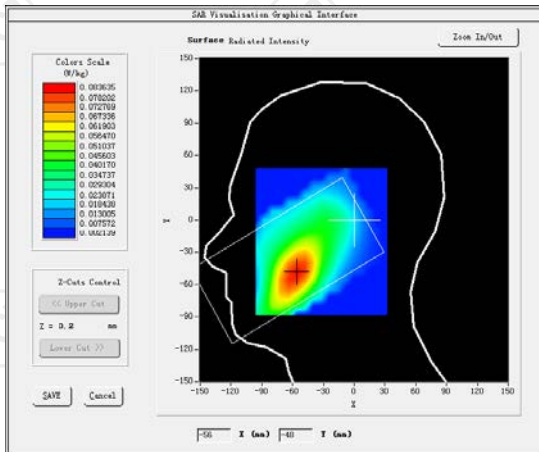 SAR Visualisation Graphical Interface
Surface Radiated Intensity
Zoom In/Out
Colors Scale
(W/kg)
0.083635
0.078202
0.072769
0.067336
0.061903
0.056470
0.051037
0.045603
0.040170
0.034737
0.029304
0.023871
0.018438
0.013005
0.007572
0.002139
Z-Cuts Control
<< Upper Cut
Z = 0.2 mm
Lower Cut >>
SAVE
Cancel
150
120
90
60
30
0
-30
-60
-90
-120
-150
Y
-150 -120 -90 -60 -30 0 30 60 90 120 150
X
-56 X (mm) -48 Y (mm)